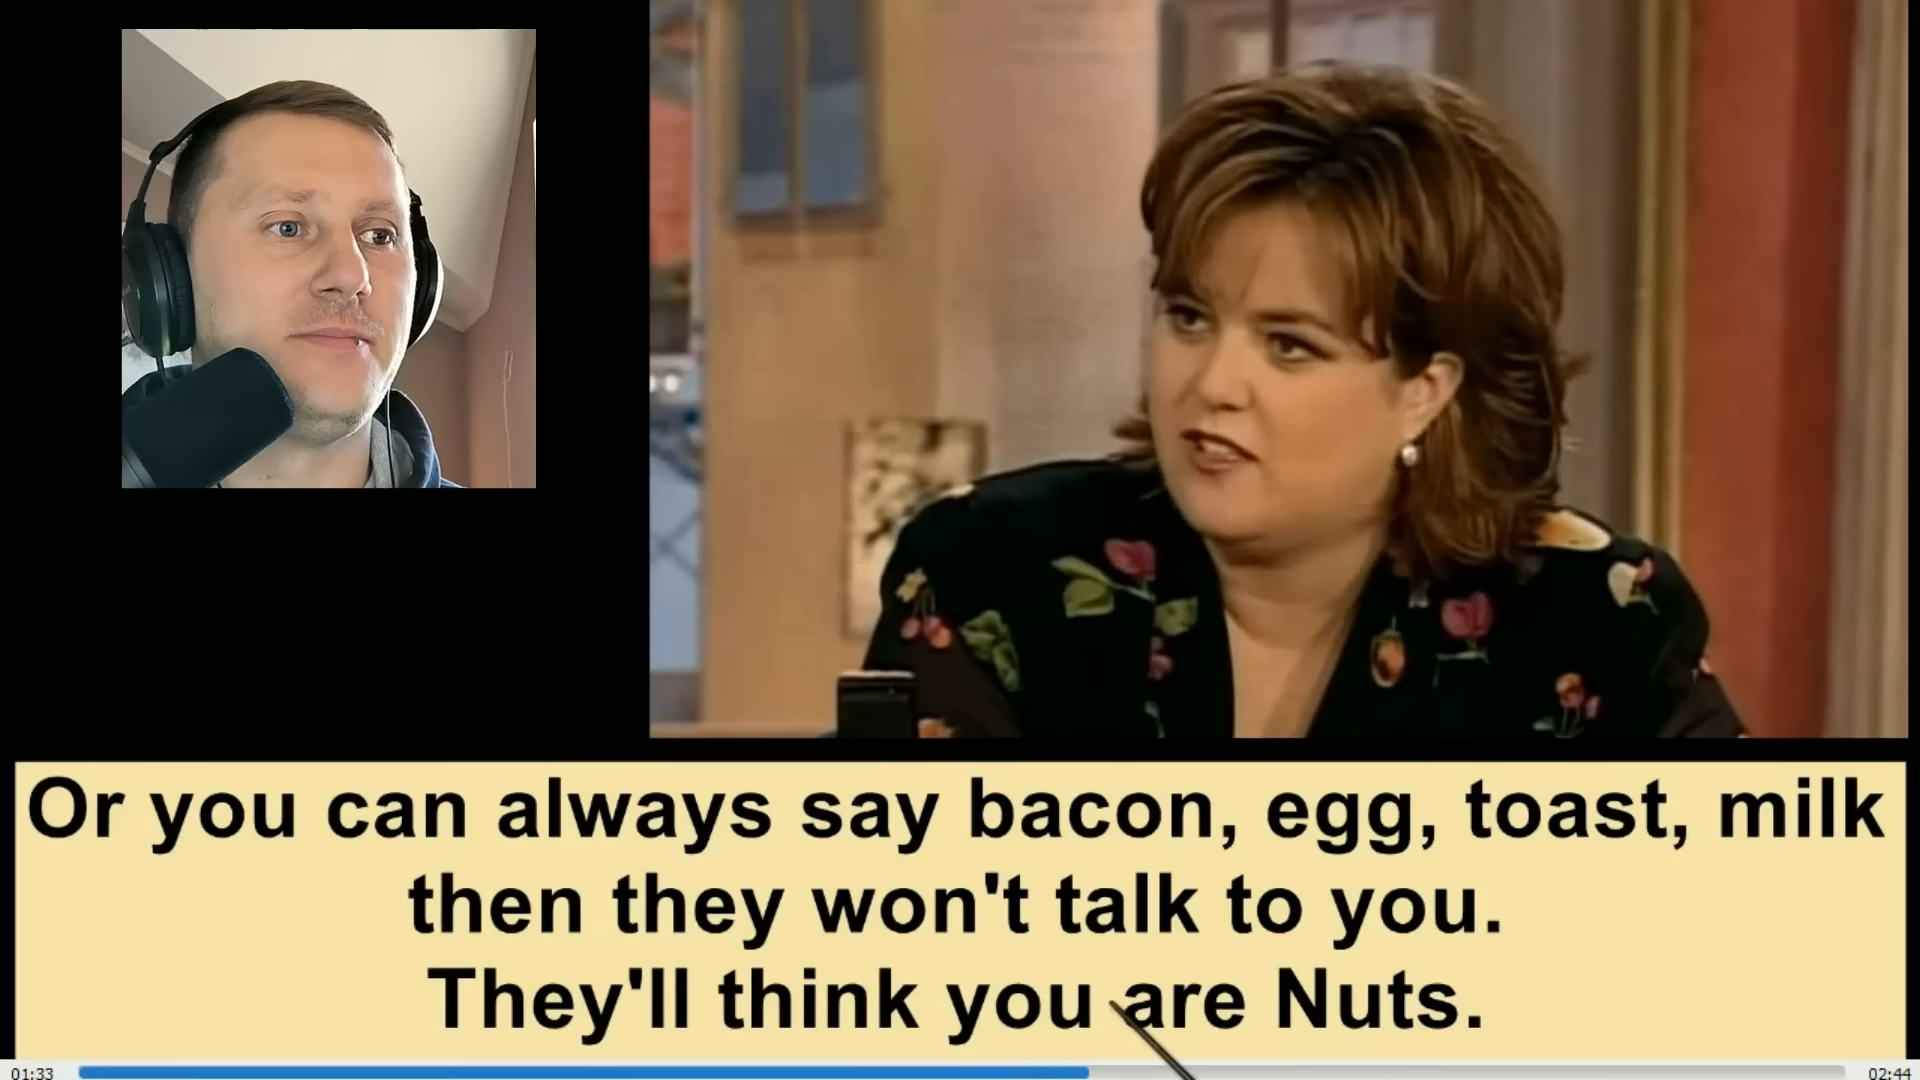 Or you can always say bacon, egg, toast, milk
then they won't talk to you.
They'll think you are Nuts.
01:33
02:44